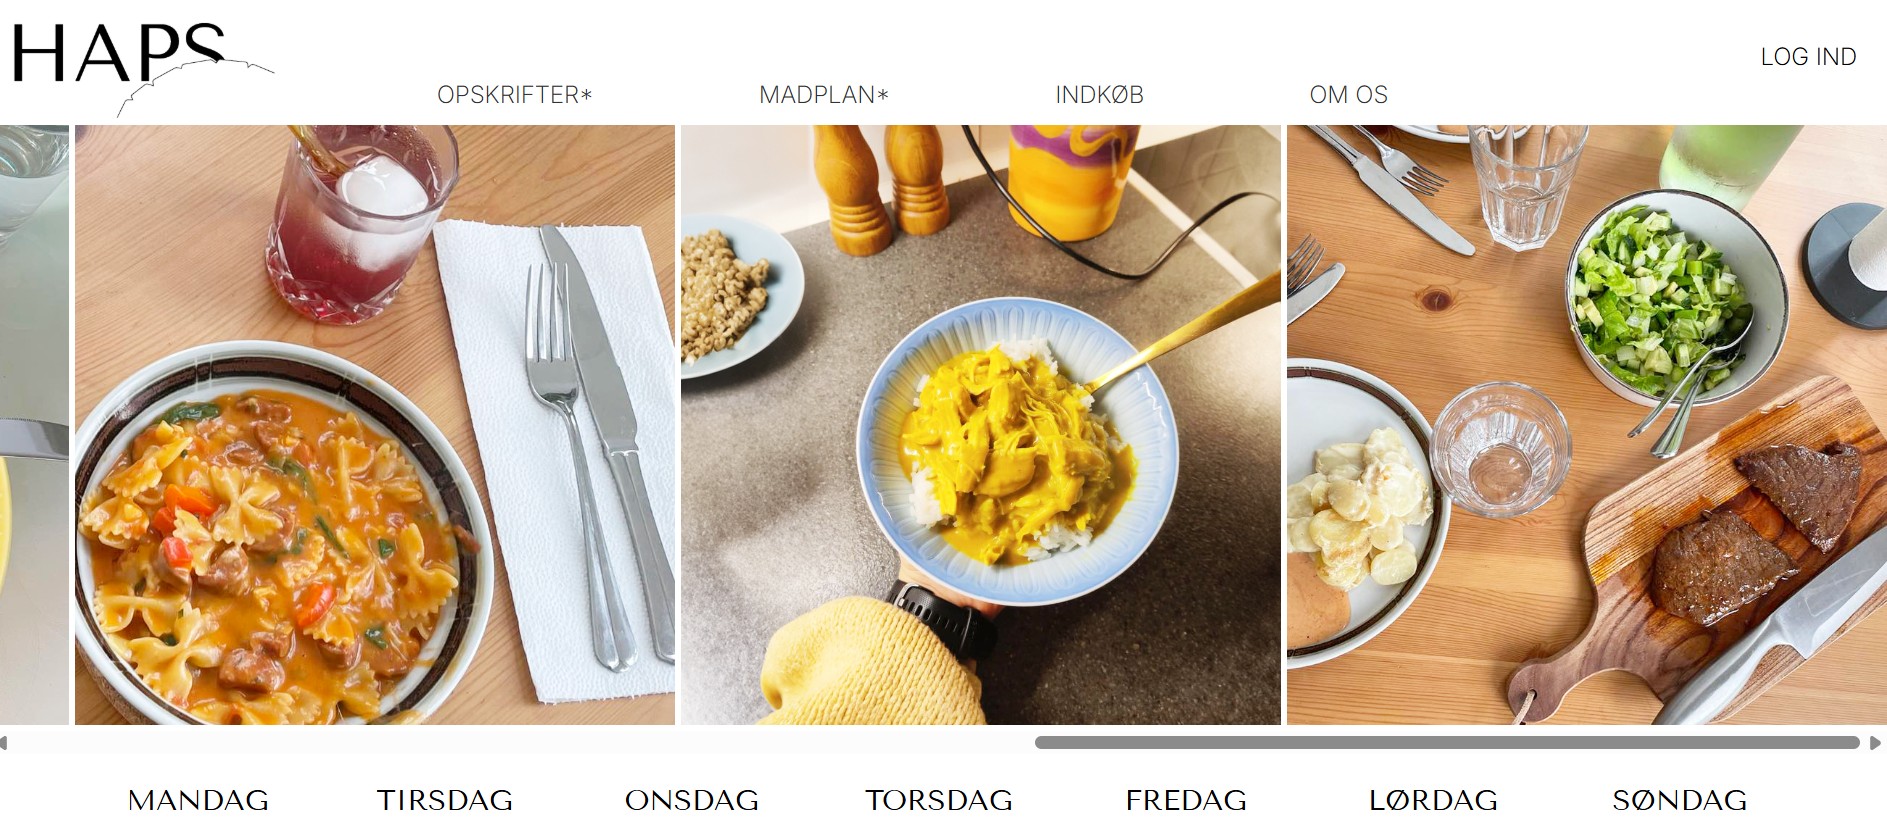 HAPS
LOG IND
OPSKRIFTER* MADPLAN* INDKØB OM OS
MANDAG TIRSDAG ONSDAG TORSDAG FREDAG LØRDAG SØNDAG